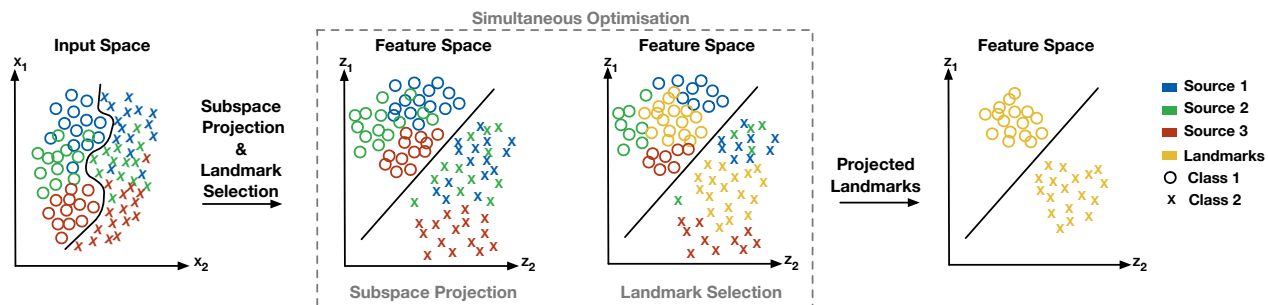 Simultaneous Optimisation
Input Space
x1
x2
Subspace
Projection
&
Landmark
Selection
Feature Space
z1
z2
Subspace Projection
Feature Space
z1
z2
Landmark Selection
Projected
Landmarks
Feature Space
z1
z2
Source 1
Source 2
Source 3
Landmarks
Class 1
x Class 2